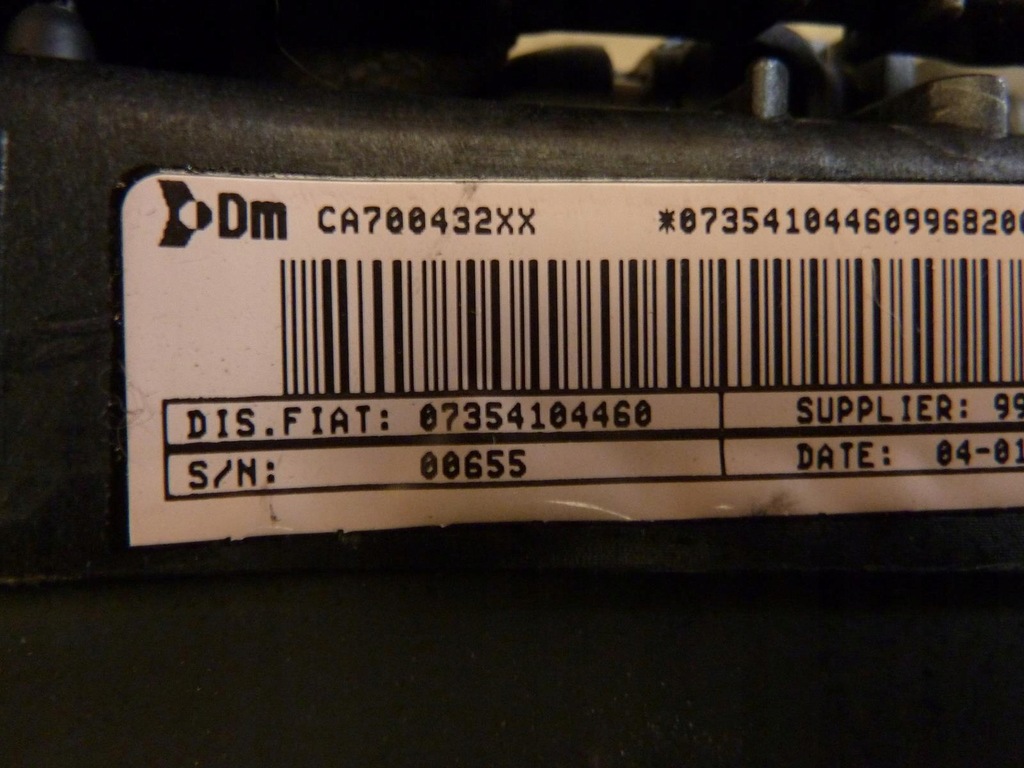 Dm CA700432XX *07354104460996820
DIS.FIAT: 07354104460 SUPPLIER: 99
S/N: 00655 DATE: 04-01